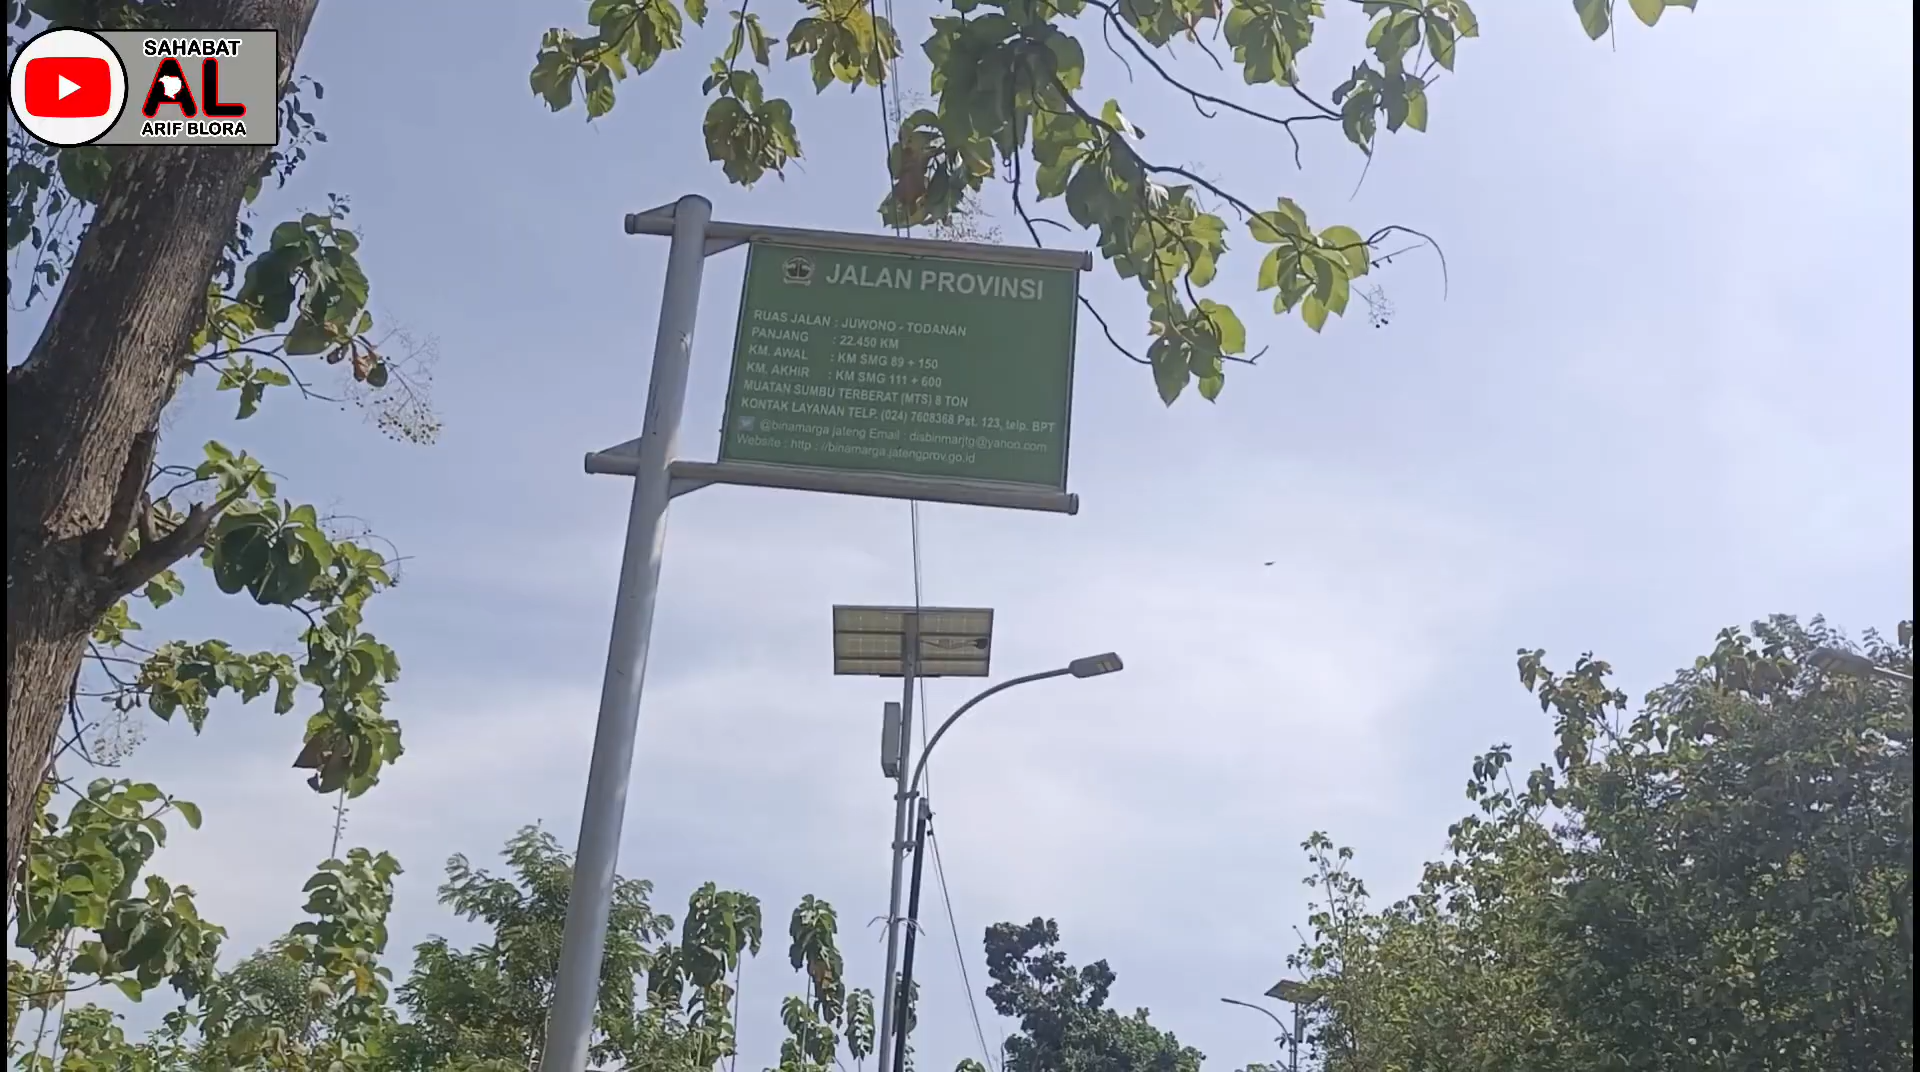 SAHABAT
AL
ARIF BLORA
JALAN PROVINSI
RUAS JALAN : JUWONO - TODANAN
PANJANG : 22.450 KM
KM. AWAL : KM SMG 89 + 150
KM. AKHIR : KM SMG 111 + 600
MUATAN SUMBU TERBERAT (MTS) 8 TON
KONTAK LAYANAN TELP. (024) 7608368 Pst. 123, telp. BPT
@binamarga jateng Email : disbinmarjtg@yahoo.com
Website : http : //binamarga.jatengprov.go.id